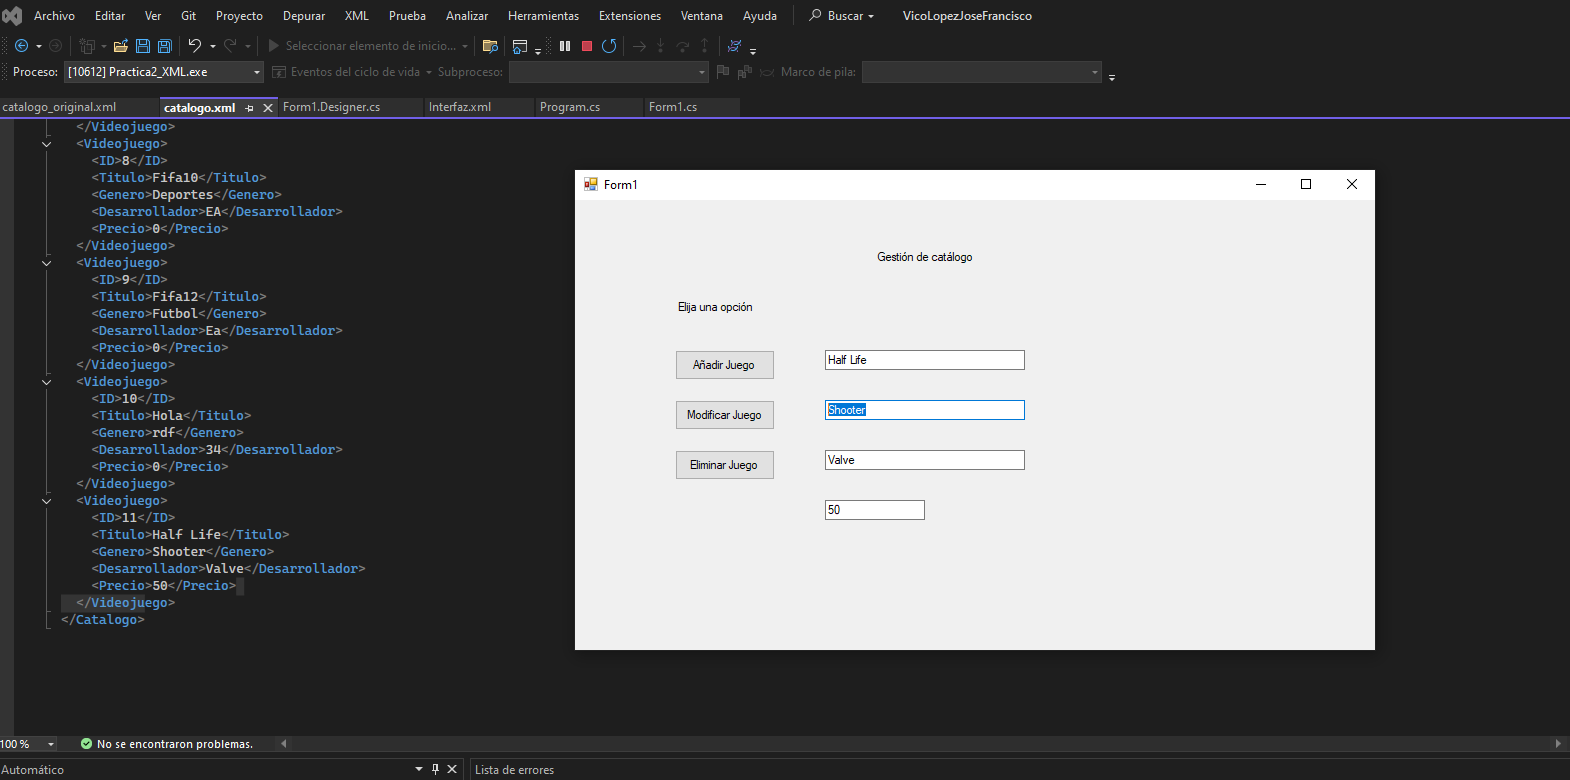 Archivo Editar Ver Git Proyecto Depurar XML Prueba Analizar Herramientas Extensiones Ventana Ayuda Buscar VicoLopezJoseFrancisco
Seleccionar elemento de inicio...
Proceso: [10612] Practica2_XML.exe Eventos del ciclo de vida Subproceso: Marco de pila:
catalogo_original.xml catalogo.xml Form1.Designer.cs Interfaz.xml Program.cs Form1.cs
</Videojuego>
<Videojuego>
<ID>8</ID>
<Titulo>Fifa10</Titulo>
<Genero>Deportes</Genero>
<Desarrollador>EA</Desarrollador>
<Precio>0</Precio>
</Videojuego>
<Videojuego>
<ID>9</ID>
<Titulo>Fifa12</Titulo>
<Genero>Futbol</Genero>
<Desarrollador>Ea</Desarrollador>
<Precio>0</Precio>
</Videojuego>
<Videojuego>
<ID>10</ID>
<Titulo>Hola</Titulo>
<Genero>rdf</Genero>
<Desarrollador>34</Desarrollador>
<Precio>0</Precio>
</Videojuego>
<Videojuego>
<ID>11</ID>
<Titulo>Half Life</Titulo>
<Genero>Shooter</Genero>
<Desarrollador>Valve</Desarrollador>
<Precio>50</Precio>
</Videojuego>
</Catalogo>
Form1
Gestión de catálogo
Elija una opción
Añadir Juego Half Life
Modificar Juego Shooter
Eliminar Juego Valve
50
100 % No se encontraron problemas.
Automático Lista de errores